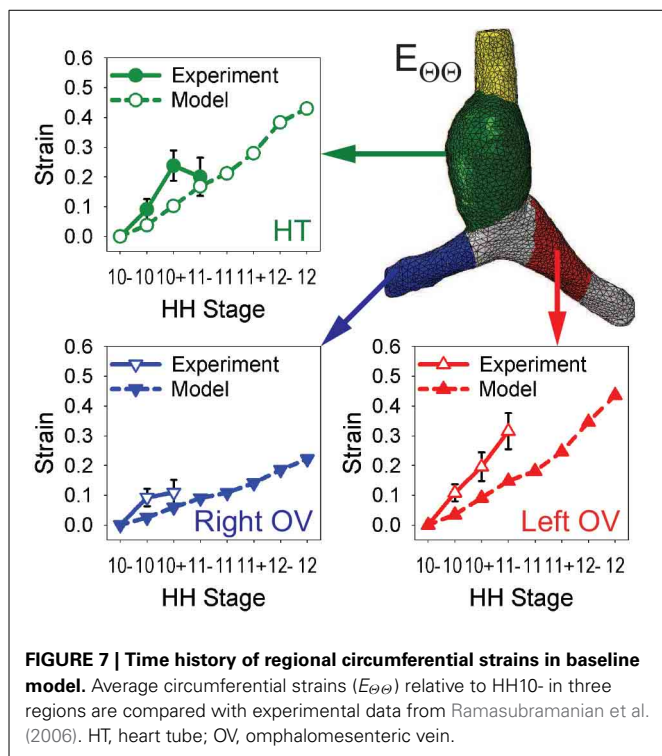 E_ΘΘ
Experiment
Model
0.6
0.5
0.4
0.3
0.2
0.1
0.0
Strain
HT
10- 10 10+ 11- 11 11+ 12- 12
HH Stage
Experiment
Model
0.6
0.5
0.4
0.3
0.2
0.1
0.0
Strain
Right OV
10- 10 10+ 11- 11 11+ 12- 12
HH Stage
Experiment
Model
0.6
0.5
0.4
0.3
0.2
0.1
0.0
Strain
Left OV
10- 10 10+ 11- 11 11+ 12- 12
HH Stage
FIGURE 7 | Time history of regional circumferential strains in baseline
model. Average circumferential strains (E_ΘΘ) relative to HH10- in three
regions are compared with experimental data from Ramasubramanian et al.
(2006). HT, heart tube; OV, omphalomesenteric vein.